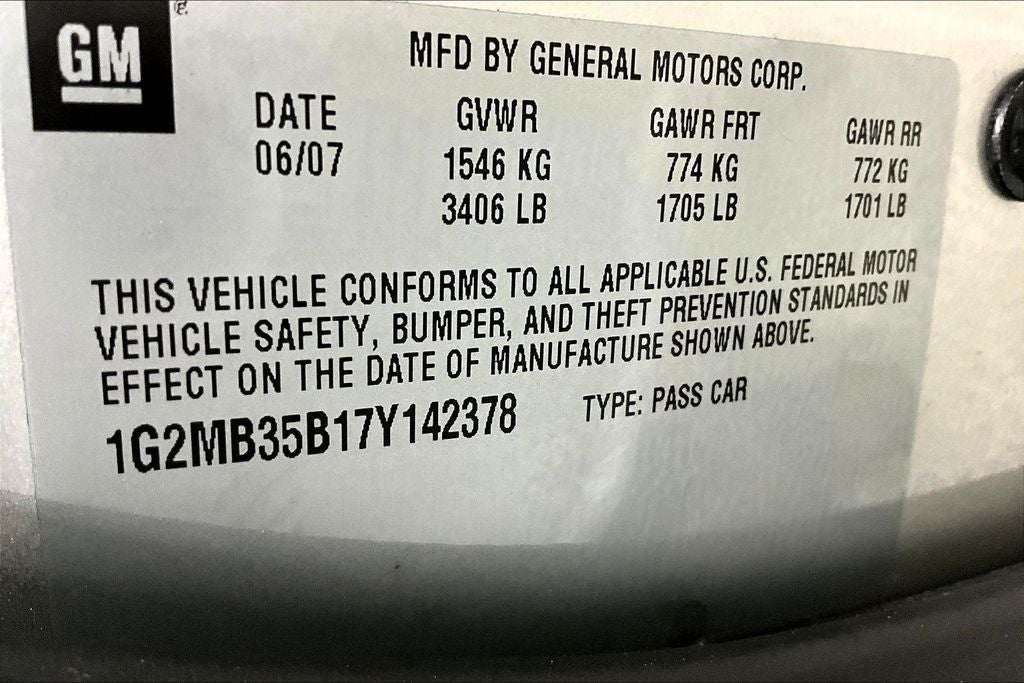 GM
MFD BY GENERAL MOTORS CORP.
DATE GVWR GAWR FRT GAWR RR
06/07 1546 KG 774 KG 772 KG
3406 LB 1705 LB 1701 LB
THIS VEHICLE CONFORMS TO ALL APPLICABLE U.S. FEDERAL MOTOR
VEHICLE SAFETY, BUMPER, AND THEFT PREVENTION STANDARDS IN
EFFECT ON THE DATE OF MANUFACTURE SHOWN ABOVE.
1G2MB35B17Y142378 TYPE: PASS CAR